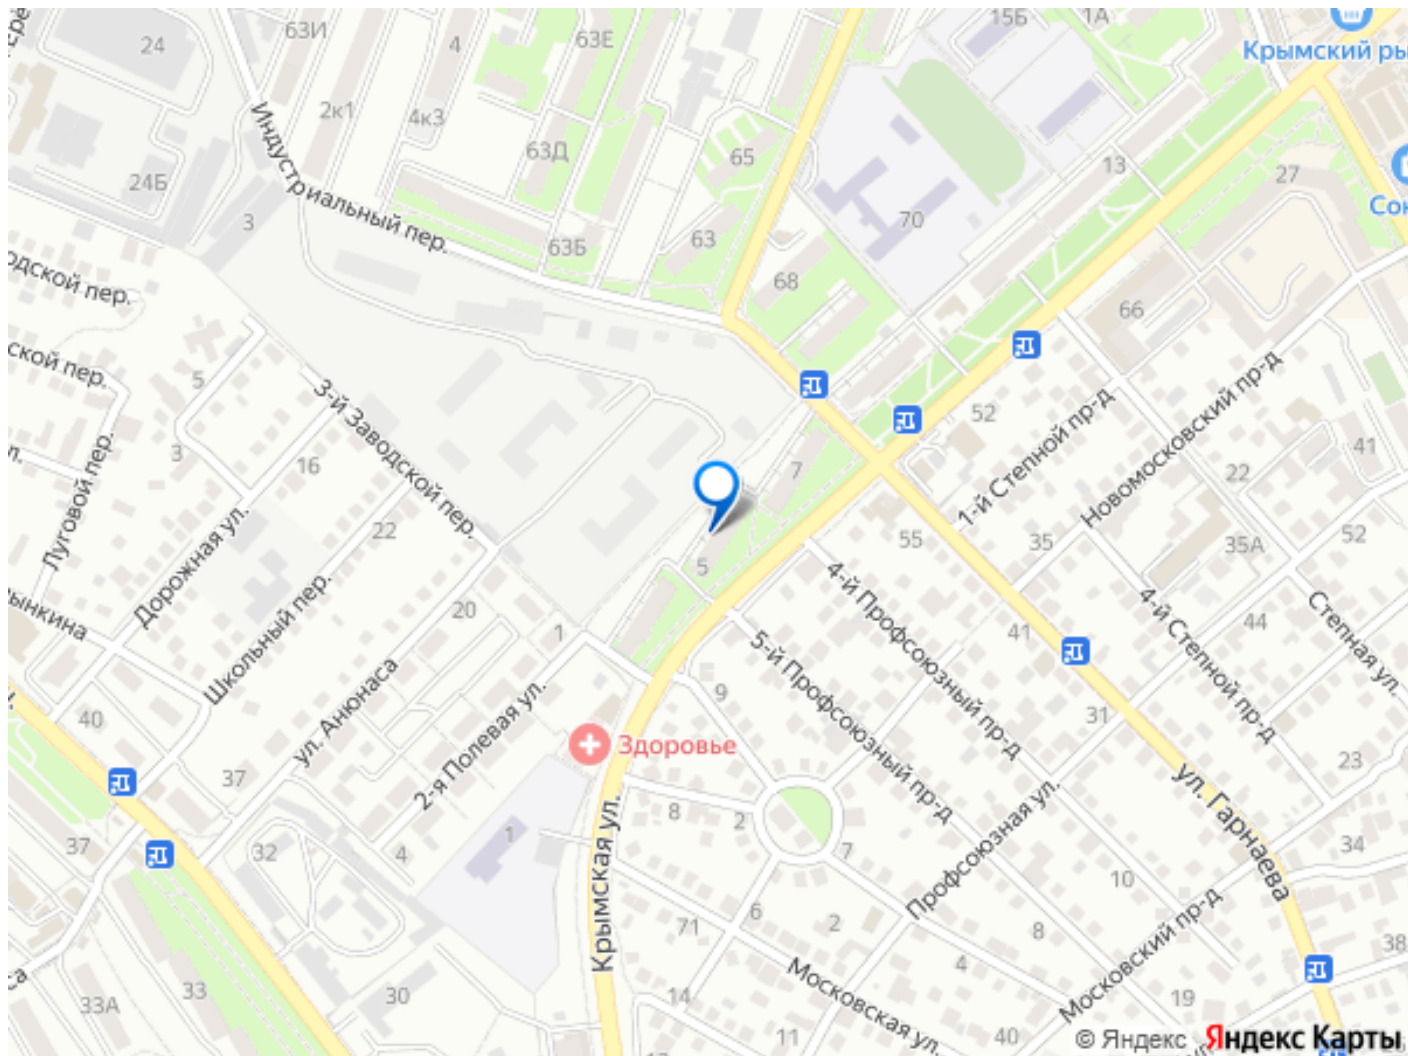 24
63И
4
63Е
15Б
1А
Крымский ры
2к1
4к3
63Д
65
13
27
Сок
Индустриальный пер.
24Б
3
63Б
63
70
68
66
одской пер.
ской пер.
5
3
16
3-й Заводской пер.
22
Луговой пер.
Дорожная ул.
Школьный пер.
ынкина
20
1
ул. Анюнаса
2-я Полевая ул.
40
37
37
32
4
1
33А
33
30
7
5
52
1-й Степной пр-д
Новомосковский пр-д
22
41
55
35
35А
52
4-й Профсоюзный пр-д
5-й Профсоюзный пр-д
4-й Степной пр-д
Степная ул.
44
41
31
23
9
Здоровье
8
2
7
Профсоюзная ул.
ул. Гарнаева
34
10
Крымская ул.
6
2
8
71
4
Московский пр-д
38
19
Московская ул.
14
11
40
са
© Яндекс Яндекс Карты